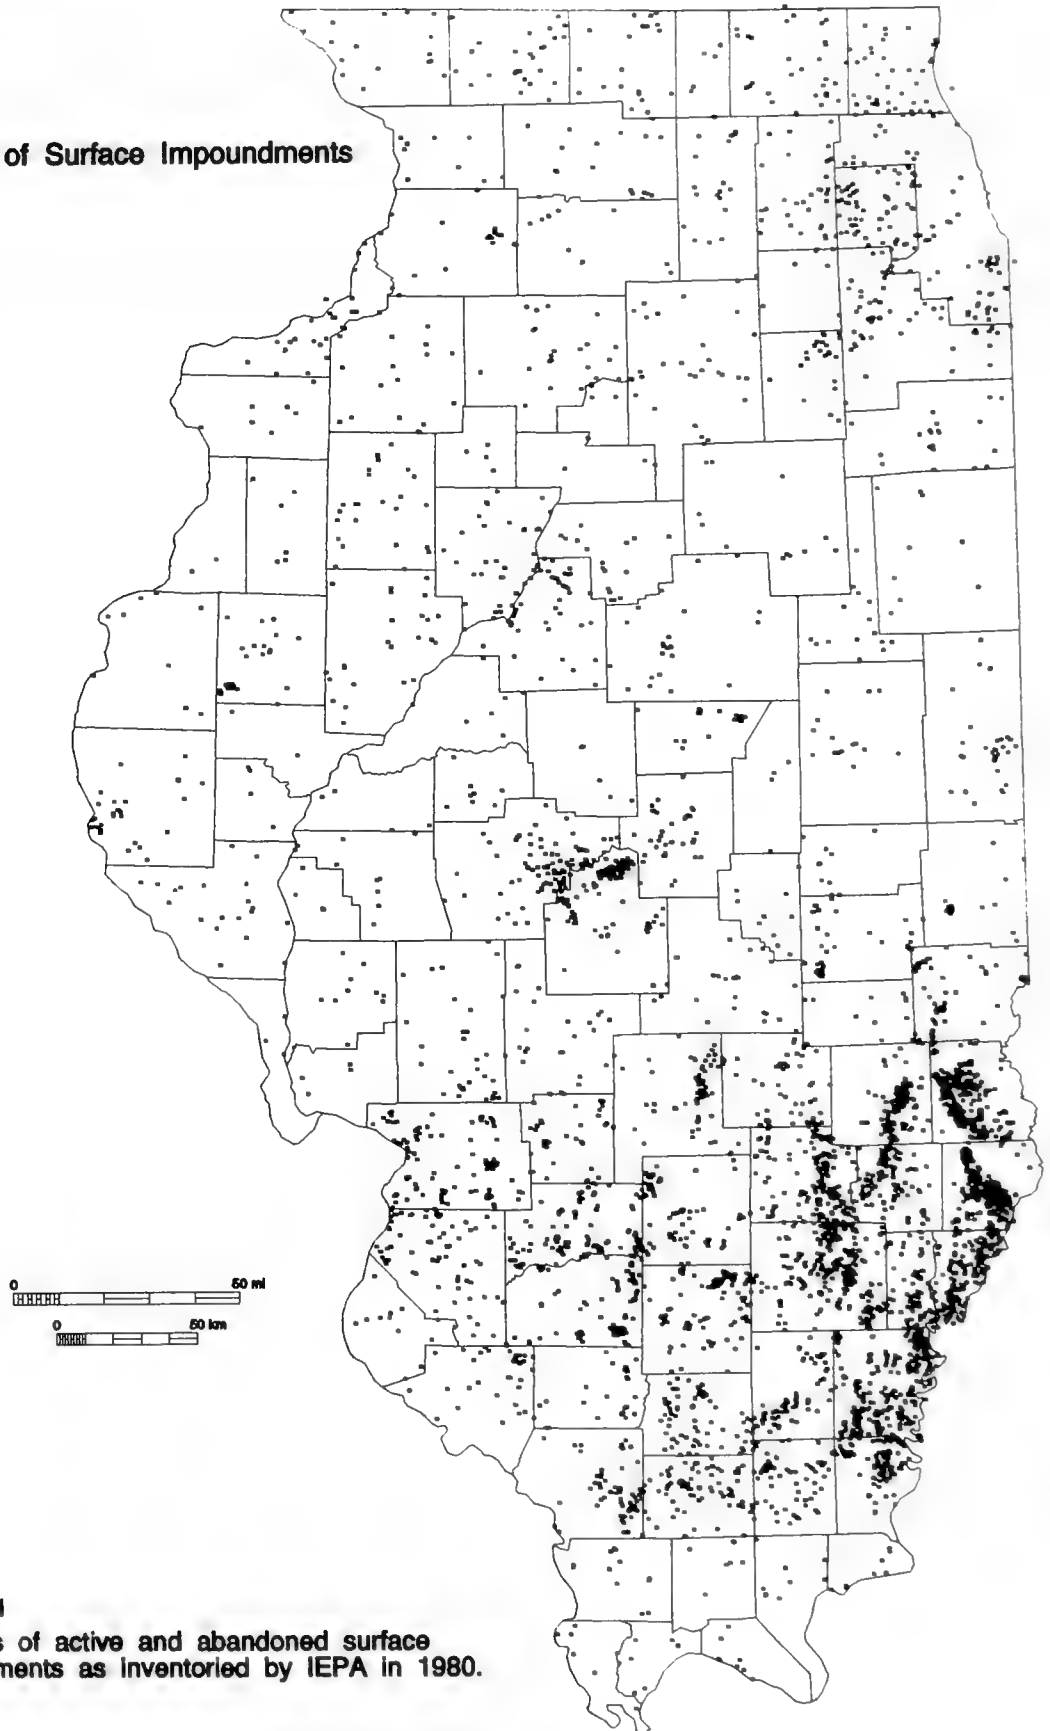 of Surface Impoundments
0 50 mi
0 50 km
of active and abandoned surface
as inventoried by IEPA in 1980.